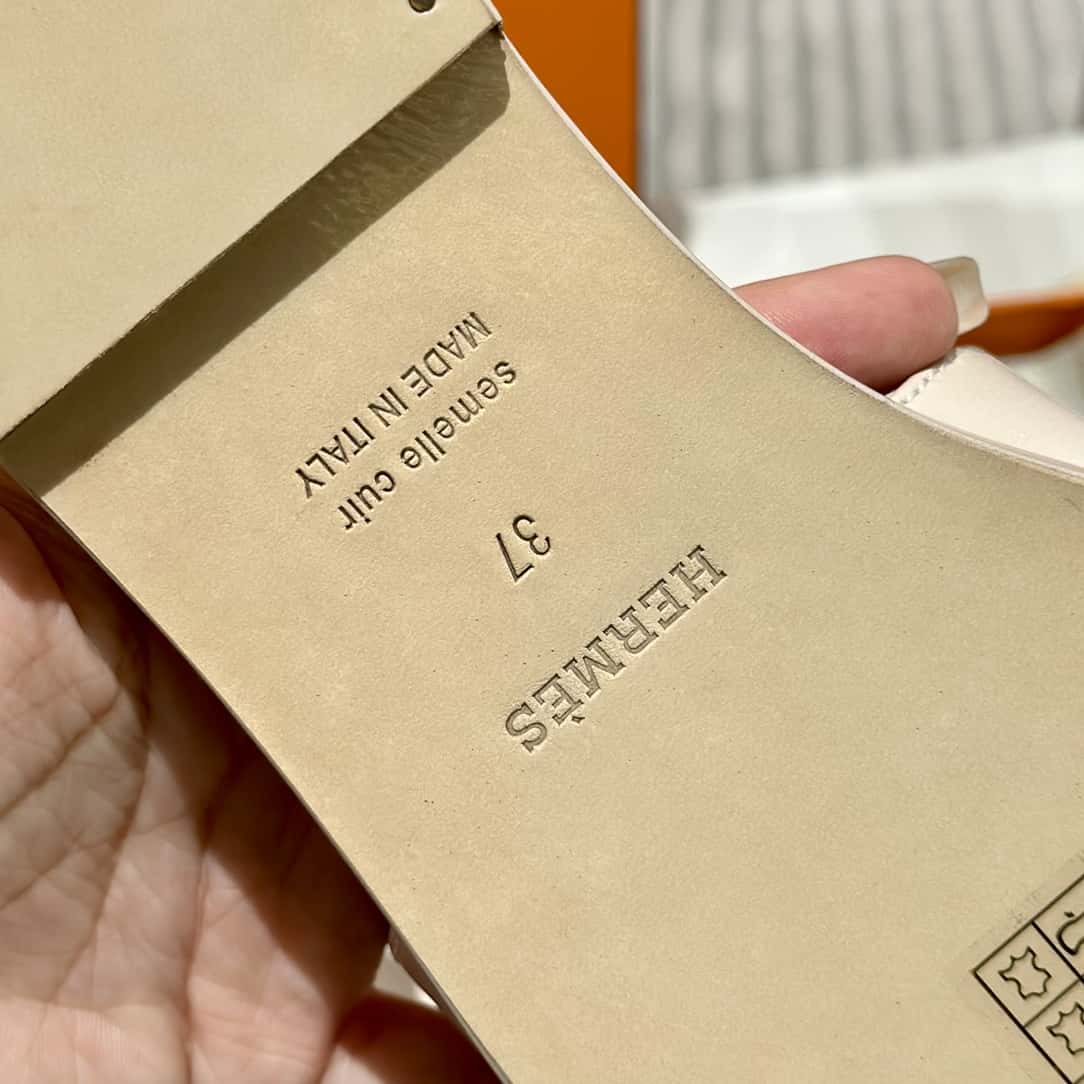 HERMÈS
37
semelle cuir
MADE IN ITALY